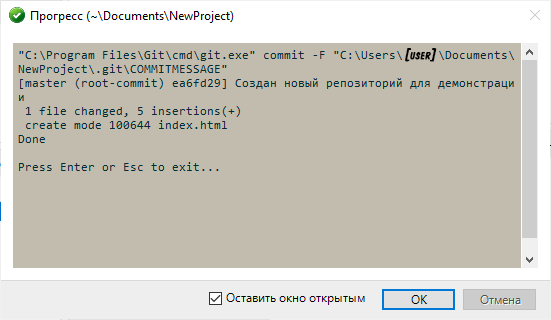 Прогресс (~\Documents\NewProject)
"C:\Program Files\Git\cmd\git.exe" commit -F "C:\Users\[USER]\Documents\
NewProject\.git\COMMITMESSAGE"
[master (root-commit) ea6fd29] Создан новый репозиторий для демонстраци
и
1 file changed, 5 insertions(+)
create mode 100644 index.html
Done
Press Enter or Esc to exit...
Оставить окно открытым
OK
Отмена